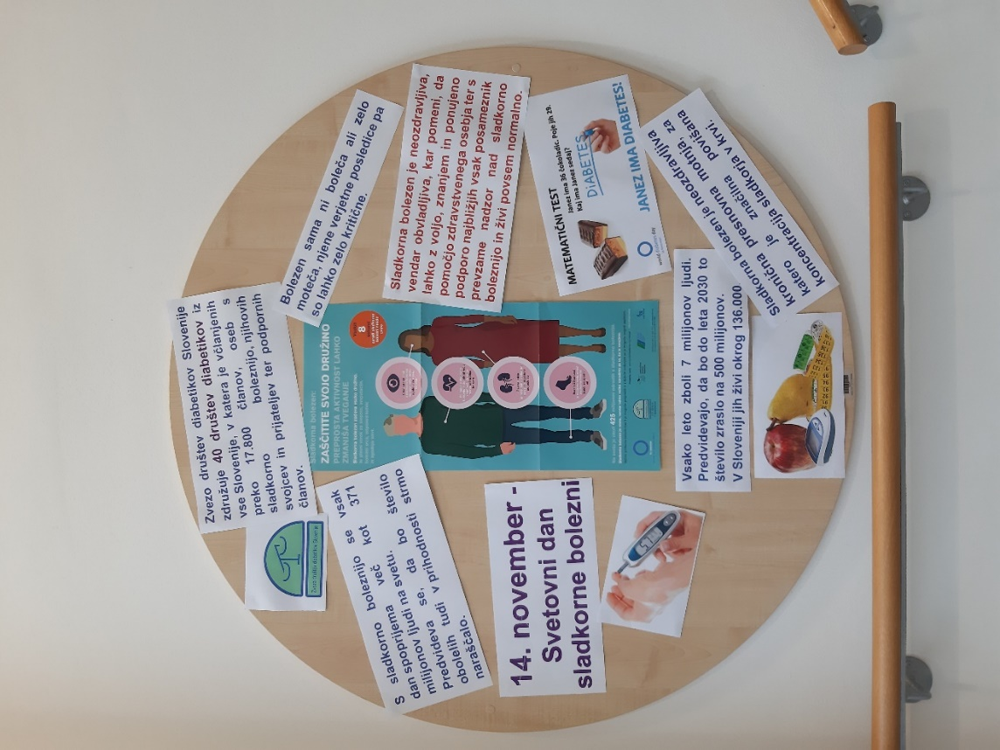 Zvezo društev diabetikov Slovenije
združuje 40 društev diabetikov iz
vse Slovenije, v katera je včlanjenih
preko 17.800 članov, oseb s
sladkorno boleznijo, njihovih
svojcev in prijateljev ter podpornih
članov.
Bolezen sama ni boleča ali zelo
moteča, njene verjetne posledice pa
so lahko zelo kritične.
Sladkorna bolezen je neozdravljiva,
vendar obvladljiva, kar pomeni, da
lahko z voljo, znanjem in ponujeno
pomočjo zdravstvenega osebja ter s
podporo najbližjih vsak posameznik
prevzame nadzor nad sladkorno
boleznijo in živi povsem normalno.
Sladkorna bolezen:
ZAŠČITITE SVOJO DRUŽINO
PREPROSTA AKTIVNOST LAHKO
ZMANJŠA TVEGANJE
8
425
S sladkorno boleznijo se vsak
dan spoprijema več kot 371
milijonov ljudi na svetu.
Predvideva se, da bo število
obolelih tudi v prihodnosti strmo
naraščalo.
MATEMATIČNI TEST
Janez ima 36 čokoladic. Poje jih 29.
Kaj ima Janez sedaj?
DiABETES
JANEZ IMA DIABETES!
14. november -
Svetovni dan
sladkorne bolezni
Sladkorna bolezen je neozdravljiva
kronična presnovna motnja, za
katero je značilna povišana
koncentracija sladkorja v krvi.
Vsako leto zboli 7 milijonov ljudi.
Predvidevajo, da bo do leta 2030 to
število zraslo na 500 milijonov.
V Sloveniji jih živi okrog 136.000